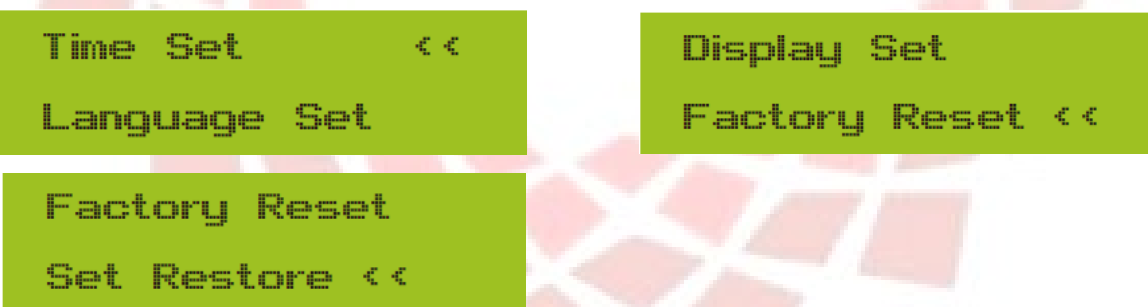 Time Set <<
Language Set
Display Set
Factory Reset <<
Factory Reset
Set Restore <<